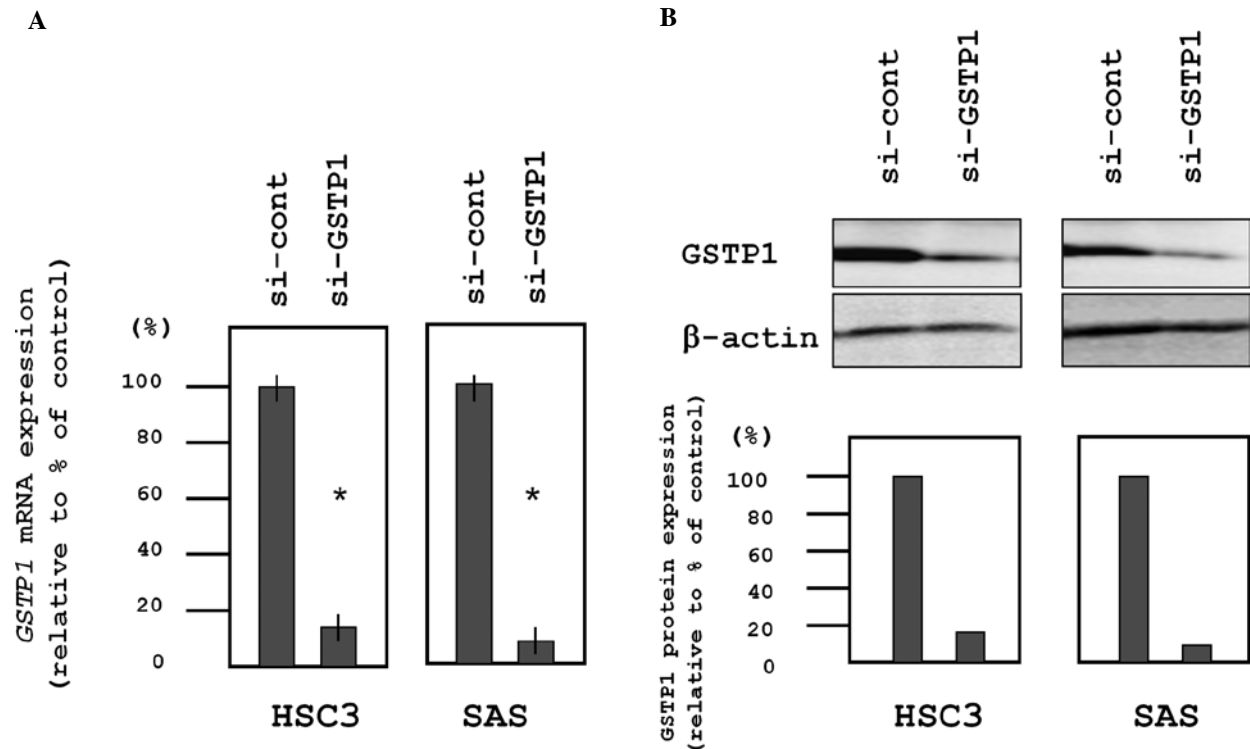 A
GSTP1 mRNA expression
(relative to % of control)
si-cont
si-GSTP1
si-cont
si-GSTP1
(%)
100
80
60
40
20
0
*
*
HSC3
SAS
B
si-cont
si-GSTP1
si-cont
si-GSTP1
GSTP1
β-actin
GSTP1 protein expression
(relative to % of control)
(%)
100
80
60
40
20
0
HSC3
SAS